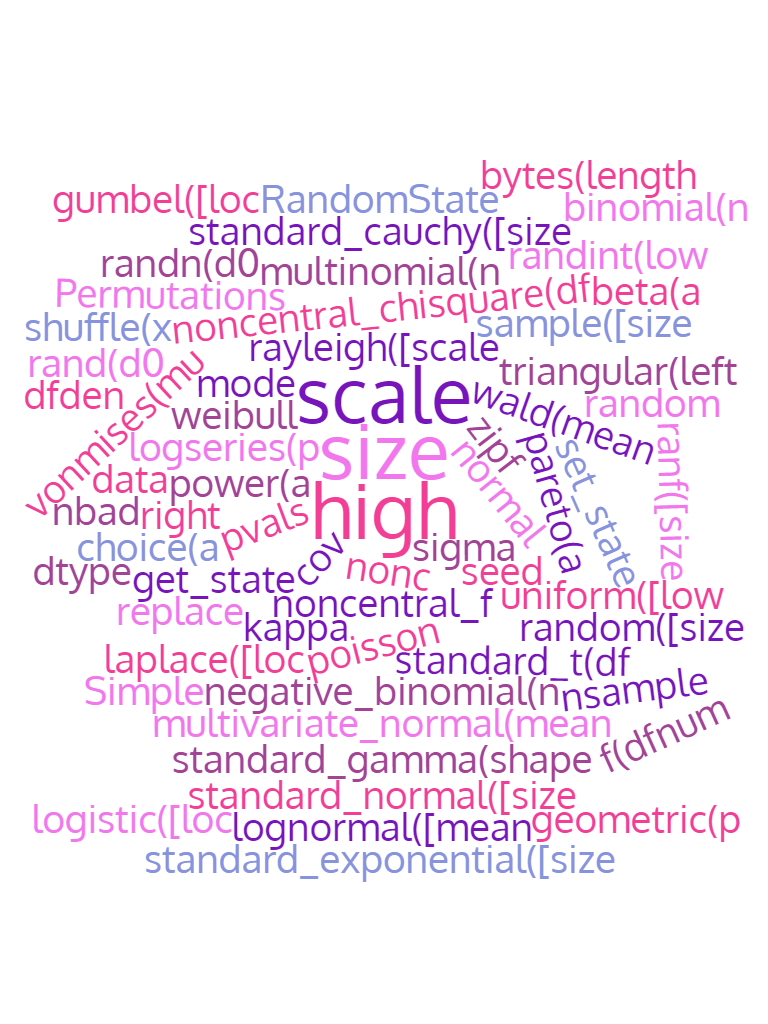 bytes(length
gumbel([loc RandomState
binomial(n
standard_cauchy([size
randn(d0 multinomial(n randint(low
Permutations noncentral_chisquare(df beta(a
shuffle(x sample([size
rand(d0 rayleigh([scale
triangular(left
dfden vonmises(mu mode scale wald(mean random
weibull
logseries(p size normal zipf pareto(a set_state ranf([size
data power(a
nbad right pvals high
choice(a cov sigma
dtype get_state nonc seed
replace noncentral_f uniform([low
kappa random([size
laplace([loc poisson standard_t(df
Simple negative_binomial(n nsample
multivariate_normal(mean
standard_gamma(shape f(dfnum
standard_normal([size
logistic([loc lognormal([mean geometric(p
standard_exponential([size